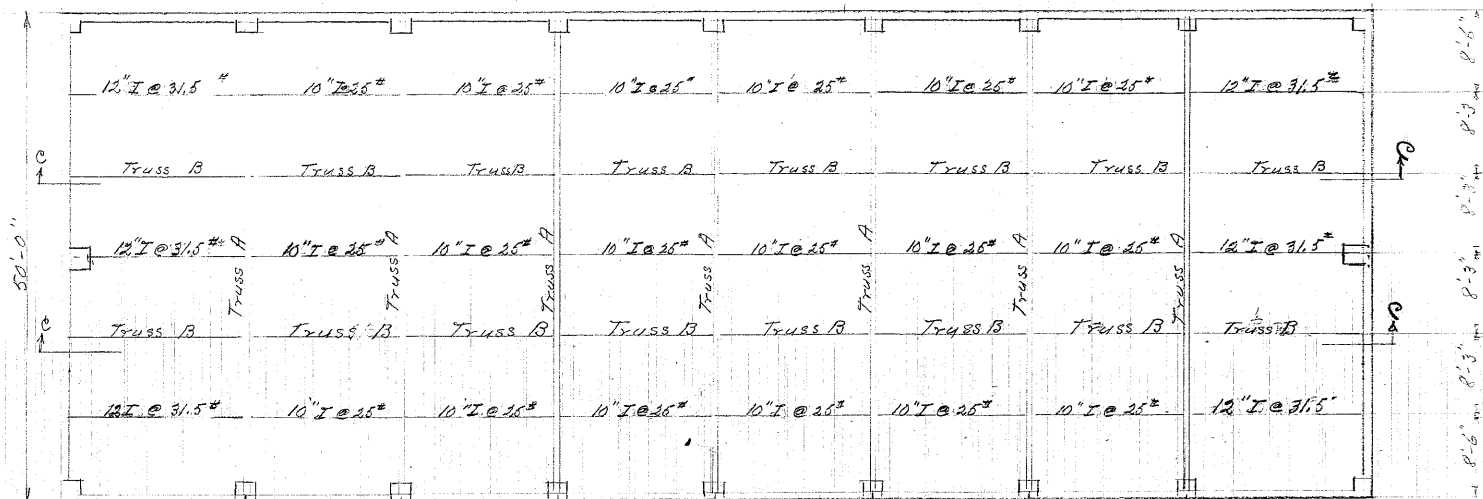 12"I @ 31.5 # 10"I@25# 10"I @ 25# 10"I @ 25" 10"I @ 25# 10"I @ 25# 10"I @ 25# 12"I @ 31.5#
Truss B Truss B Truss B Truss B Truss B Truss B Truss B Truss B
12"I @ 31.5# 10"I @ 25# 10"I @ 25# 10"I @ 25# 10"I @ 25# 10"I @ 25# 10"I @ 25# 12"I @ 31.5#
Truss A Truss A Truss A Truss A Truss A Truss A Truss A
Truss B Truss B Truss B Truss B Truss B Truss B Truss B Truss B
12I @ 31.5# 10"I @ 25# 10"I @ 25# 10"I @ 25# 10"I @ 25# 10"I @ 25# 10"I @ 25# 12"I @ 31.5'
50'-0"
C
C
C
C
8'-6"
8'-3"
8'-3"
8'-3"
8'-3"
8'-6"